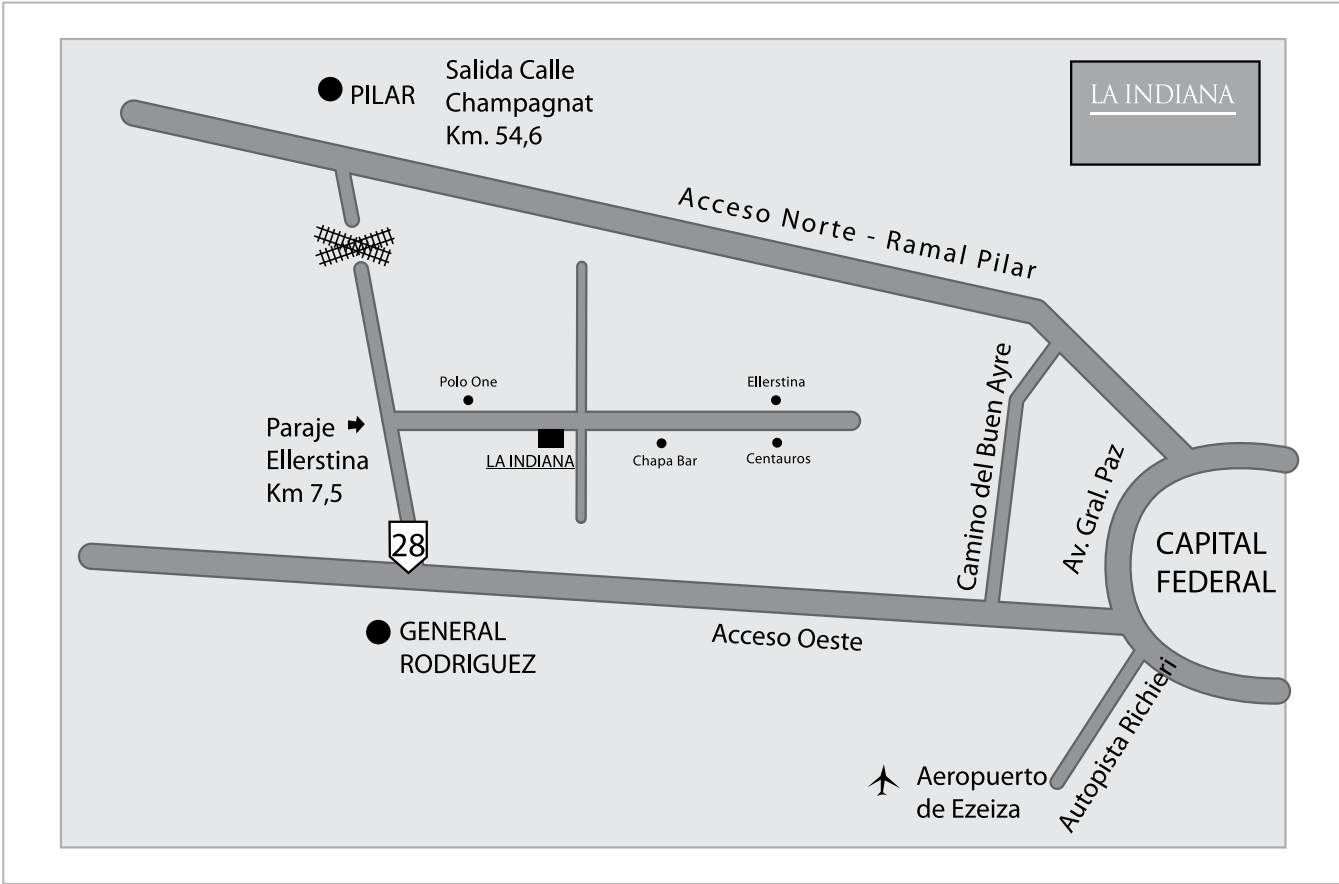 PILAR
Salida Calle
Champagnat
Km. 54,6
LA INDIANA
Acceso Norte - Ramal Pilar
Polo One
Ellerstina
Paraje
Ellerstina
Km 7,5
LA INDIANA
Chapa Bar
Centauros
Camino del Buen Ayre
Av. Gral. Paz
CAPITAL
FEDERAL
28
GENERAL
RODRIGUEZ
Acceso Oeste
Autopista Richieri
Aeropuerto
de Ezeiza